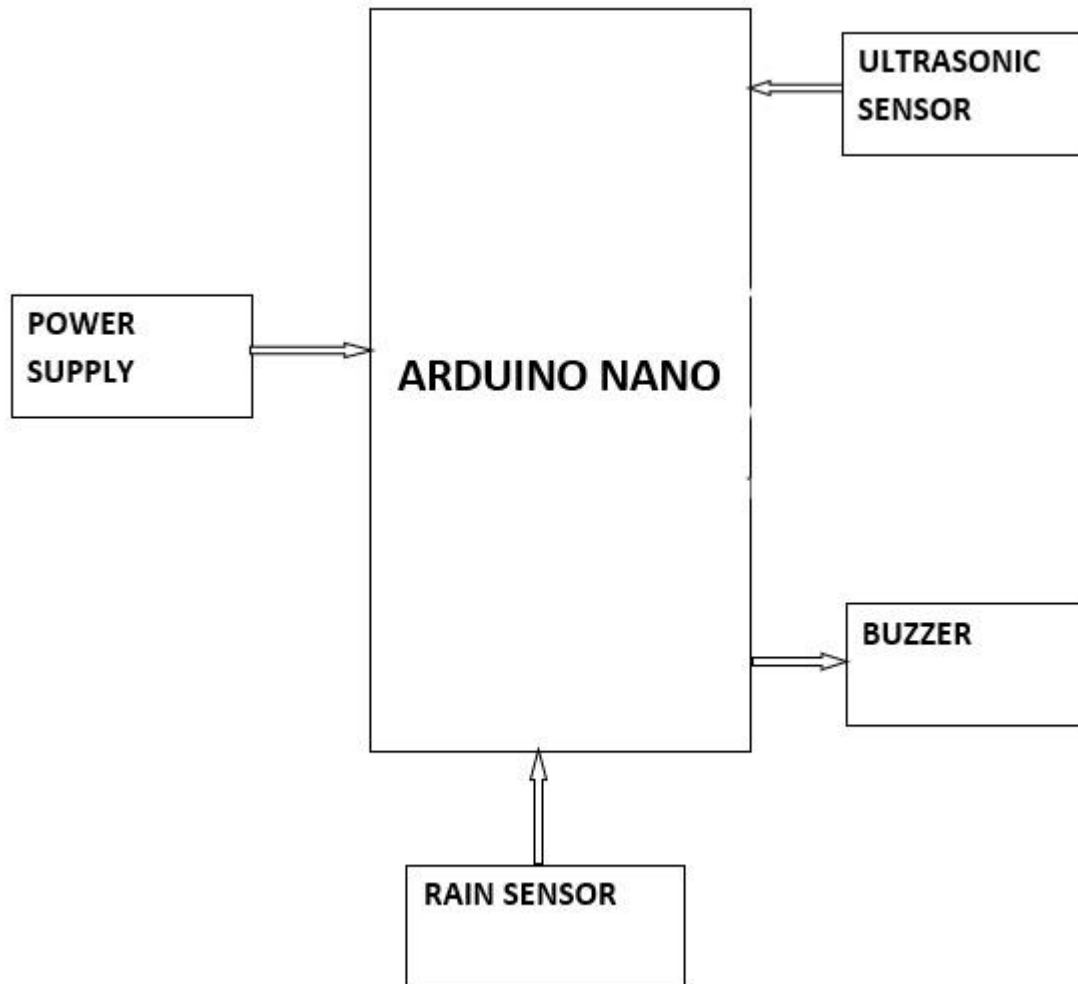 ULTRASONIC
SENSOR
POWER
SUPPLY
ARDUINO NANO
BUZZER
RAIN SENSOR